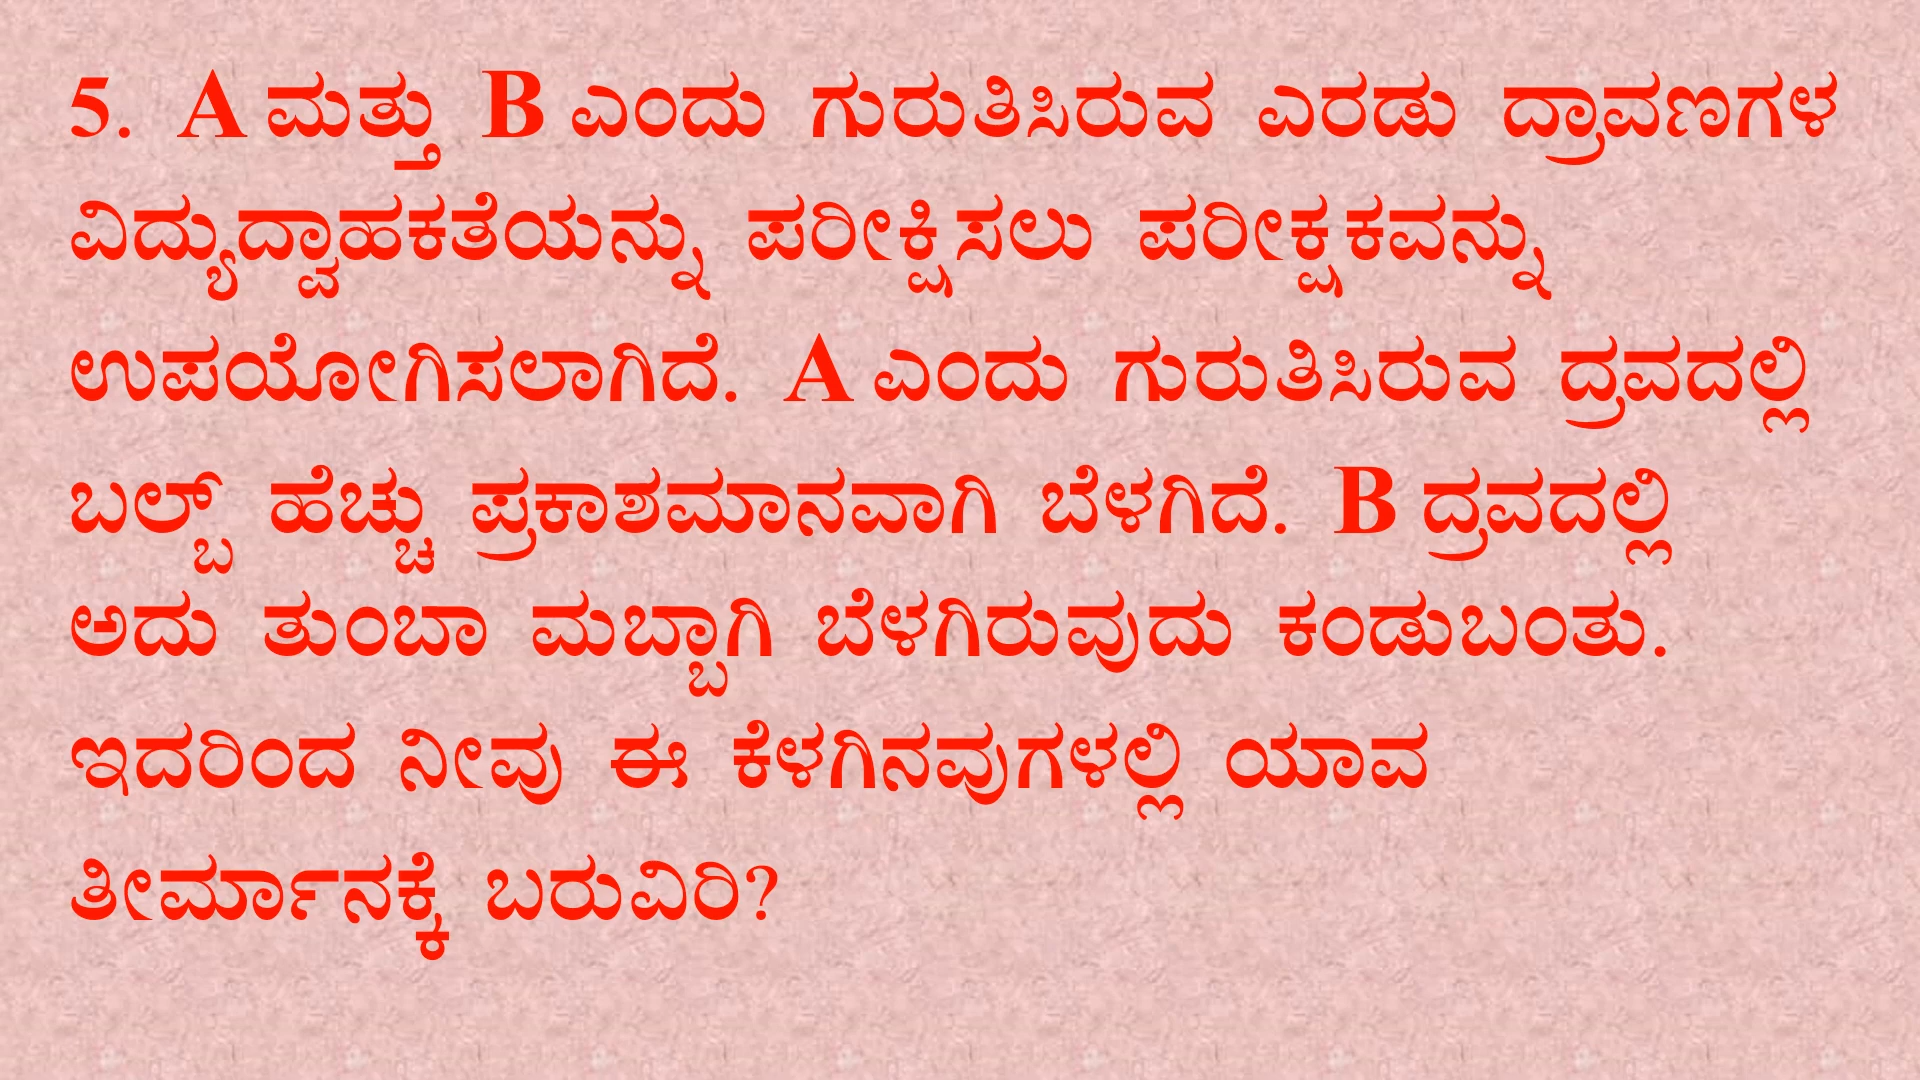 5. A ಮತ್ತು B ಎಂದು ಗುರುತಿಸಿರುವ ಎರಡು ದ್ರಾವಣಗಳ
ವಿದ್ಯುದ್ವಾಹಕತೆಯನ್ನು ಪರೀಕ್ಷಿಸಲು ಪರೀಕ್ಷಕವನ್ನು
ಉಪಯೋಗಿಸಲಾಗಿದೆ. A ಎಂದು ಗುರುತಿಸಿರುವ ದ್ರವದಲ್ಲಿ
ಬಲ್ಬ್ ಹೆಚ್ಚು ಪ್ರಕಾಶಮಾನವಾಗಿ ಬೆಳಗಿದೆ. B ದ್ರವದಲ್ಲಿ
ಅದು ತುಂಬಾ ಮಬ್ಬಾಗಿ ಬೆಳಗಿರುವುದು ಕಂಡುಬಂತು.
ಇದರಿಂದ ನೀವು ಈ ಕೆಳಗಿನವುಗಳಲ್ಲಿ ಯಾವ
ತೀರ್ಮಾನಕ್ಕೆ ಬರುವಿರಿ?